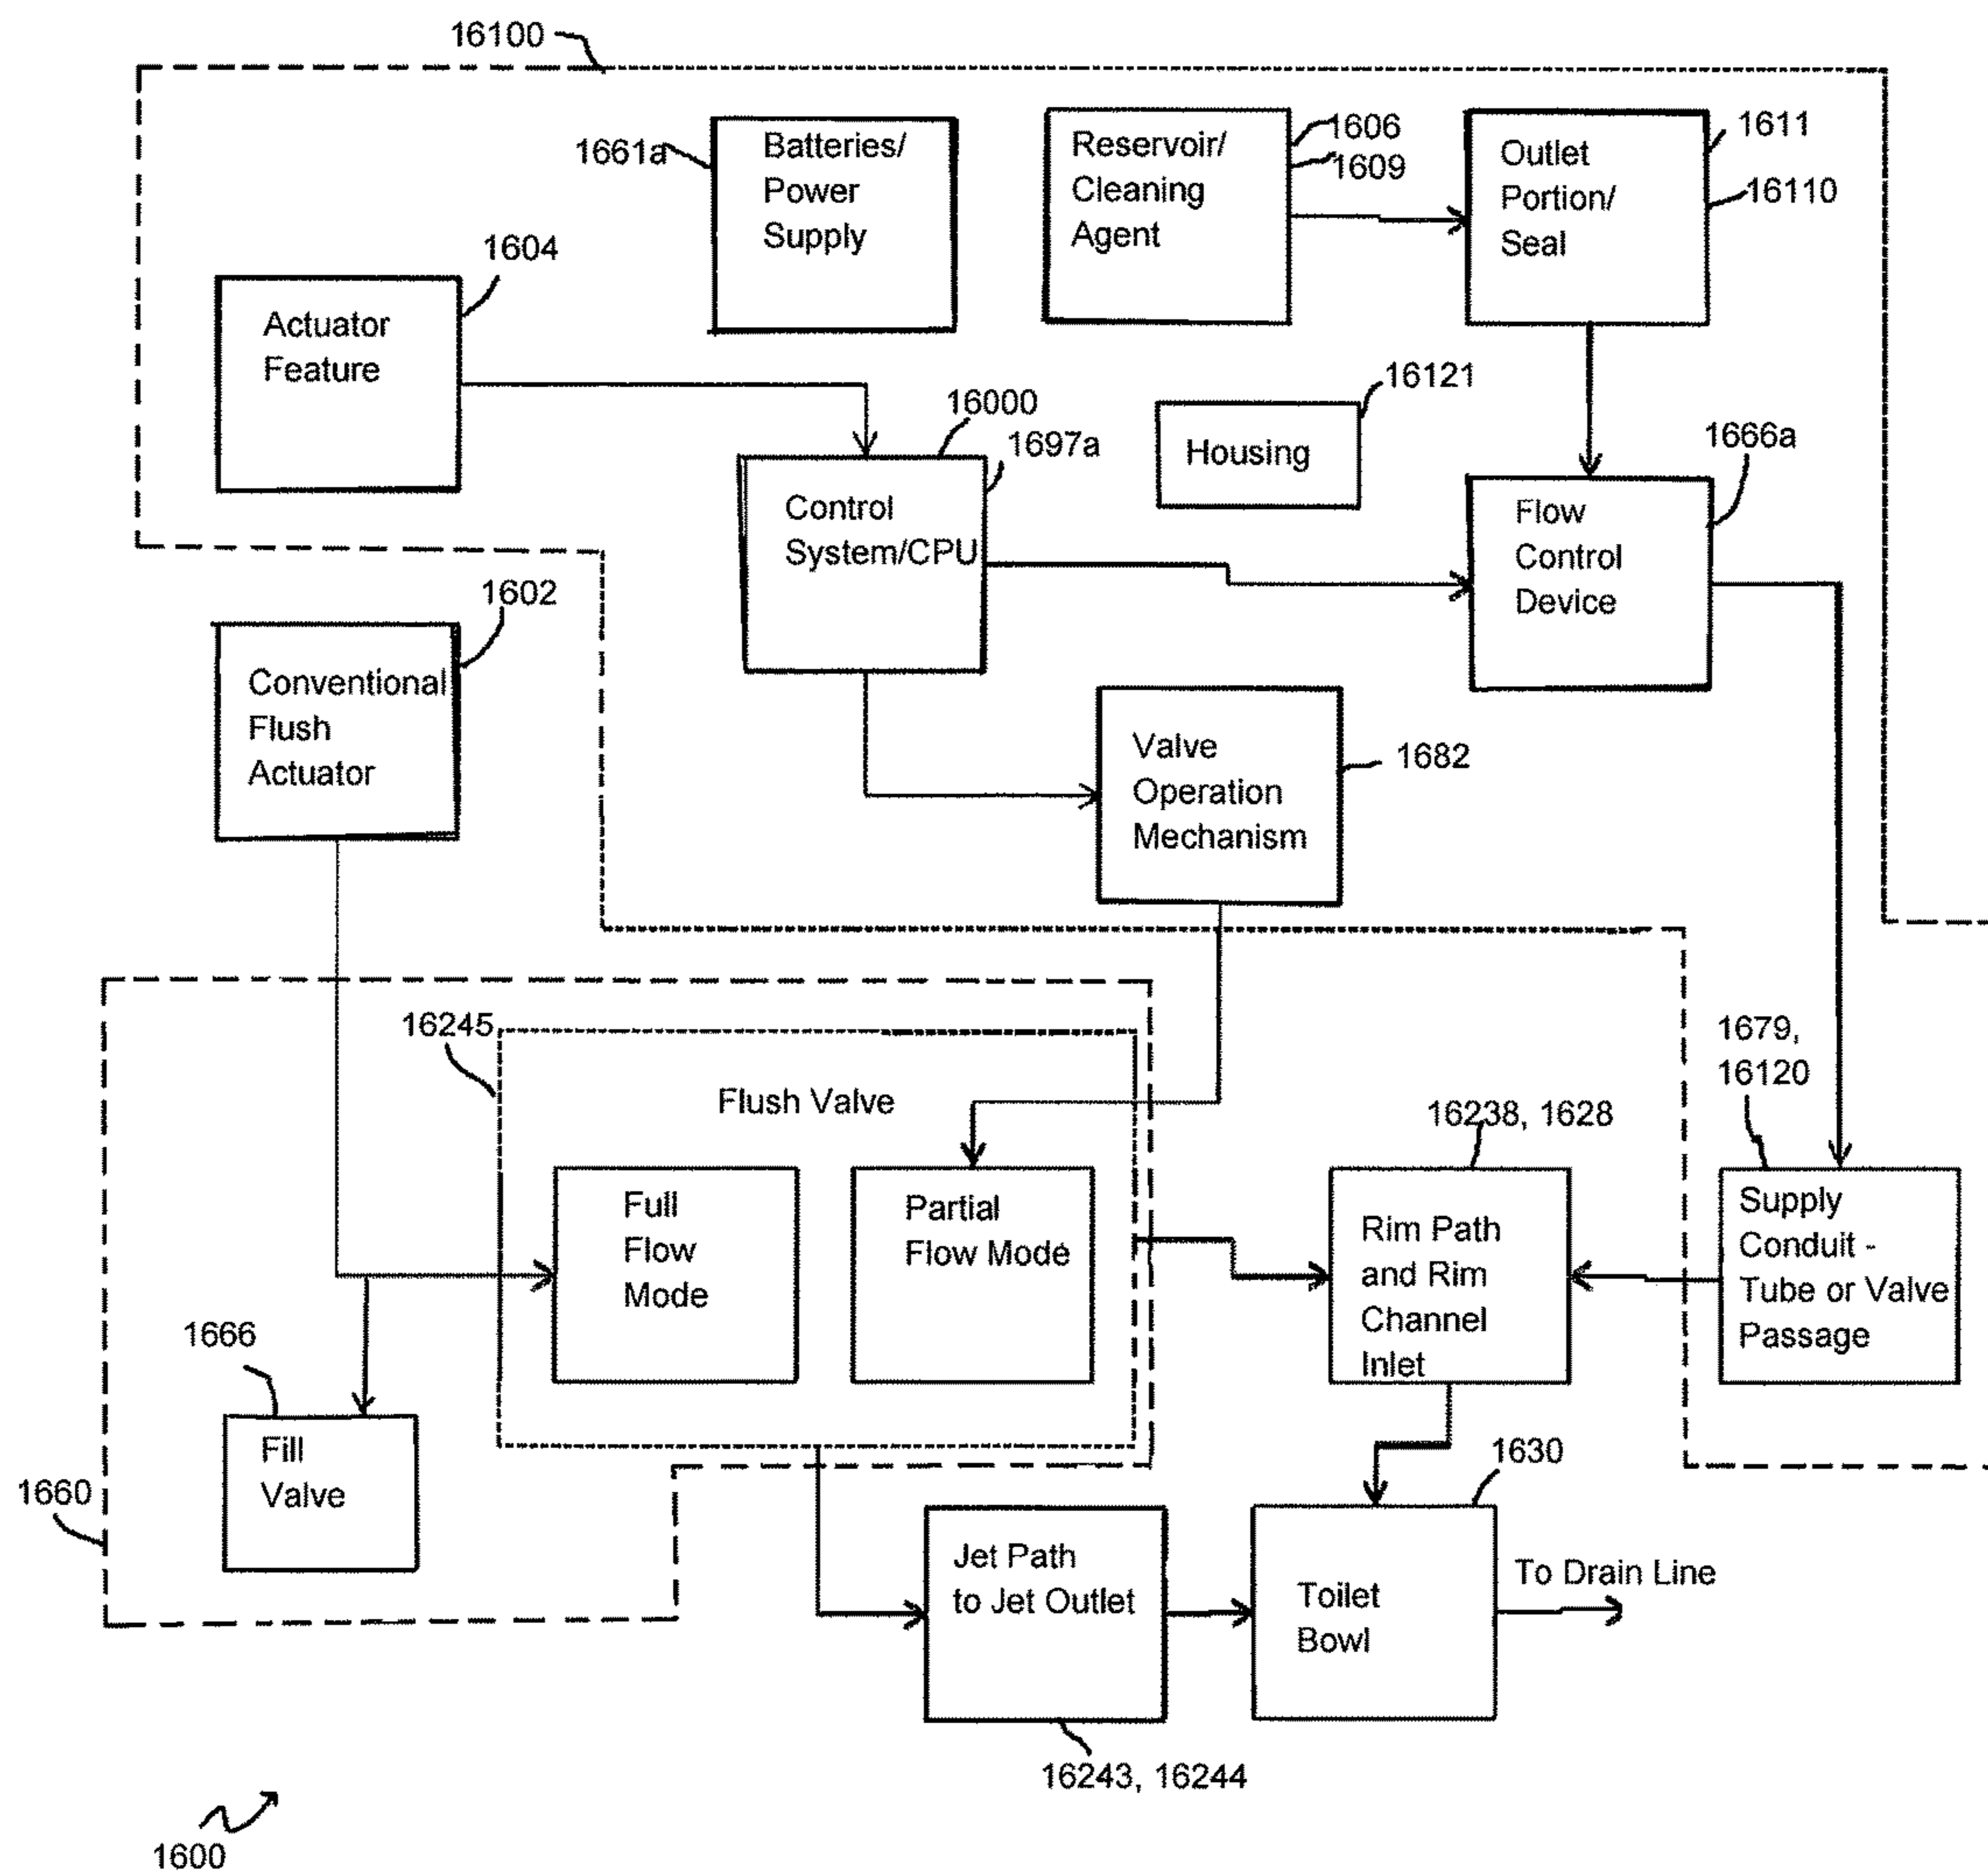 16100
1661a
Batteries/
Power
Supply
Reservoir/
Cleaning
Agent
1606
1609
Outlet
Portion/
Seal
1611
16110
1604
Actuator
Feature
16000
1697a
Control
System/CPU
16121
Housing
1666a
Flow
Control
Device
1602
Conventional
Flush
Actuator
Valve
Operation
Mechanism
1682
16245
Flush Valve
Full
Flow
Mode
Partial
Flow Mode
16238, 1628
Rim Path
and Rim
Channel
Inlet
1679,
16120
Supply
Conduit -
Tube or Valve
Passage
1666
Fill
Valve
1660
Jet Path
to Jet Outlet
16243, 16244
1630
Toilet
Bowl
To Drain Line
1600